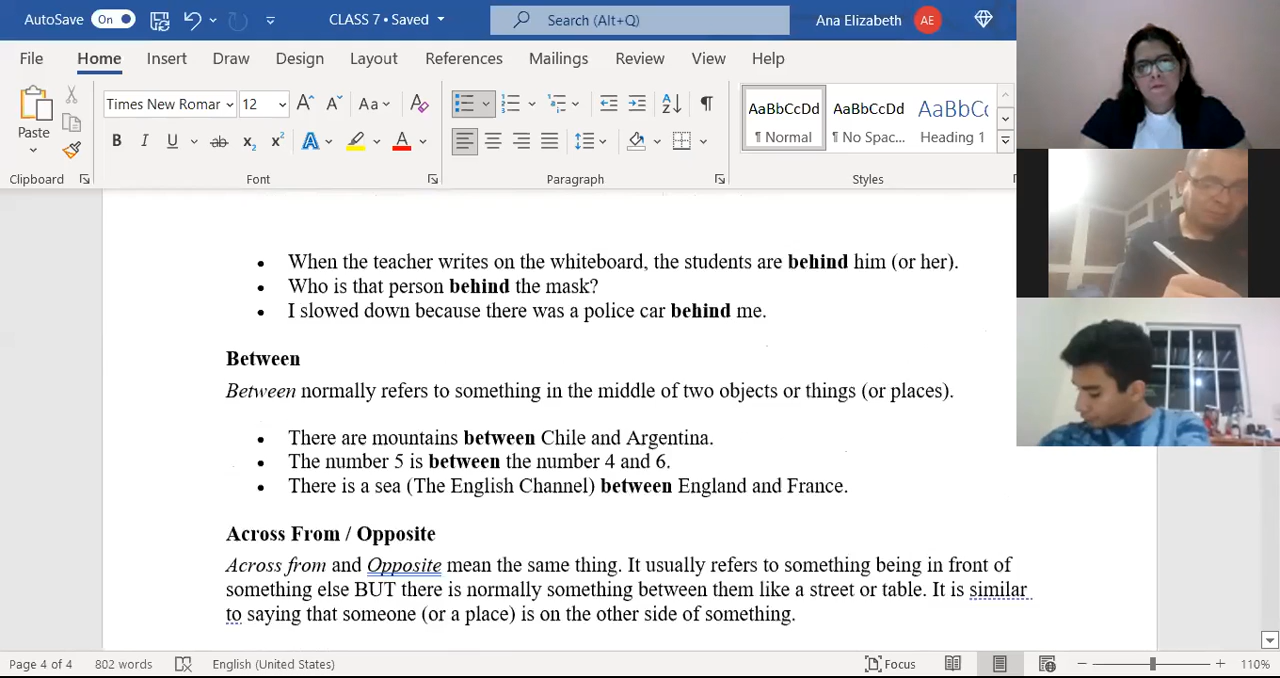 AutoSave On CLASS 7 • Saved Search (Alt+Q) Ana Elizabeth AE
File Home Insert Draw Design Layout References Mailings Review View Help
Paste Times New Romar 12 A A Aa A ¶ AaBbCcDd AaBbCcDd AaBbCc
B I U ab x2 x2 A A ¶ Normal ¶ No Spac... Heading 1
Clipboard Font Paragraph Styles
• When the teacher writes on the whiteboard, the students are behind him (or her).
• Who is that person behind the mask?
• I slowed down because there was a police car behind me.
Between
Between normally refers to something in the middle of two objects or things (or places).
• There are mountains between Chile and Argentina.
• The number 5 is between the number 4 and 6.
• There is a sea (The English Channel) between England and France.
Across From / Opposite
Across from and Opposite mean the same thing. It usually refers to something being in front of
something else BUT there is normally something between them like a street or table. It is similar
to saying that someone (or a place) is on the other side of something.
Page 4 of 4 802 words English (United States) Focus 110%